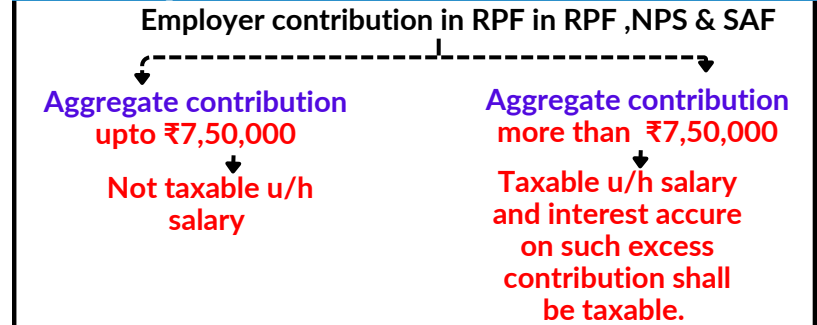 Employer contribution in RPF in RPF ,NPS & SAF
Aggregate contribution
upto ₹7,50,000
Not taxable u/h
salary
Aggregate contribution
more than ₹7,50,000
Taxable u/h salary
and interest accure
on such excess
contribution shall
be taxable.